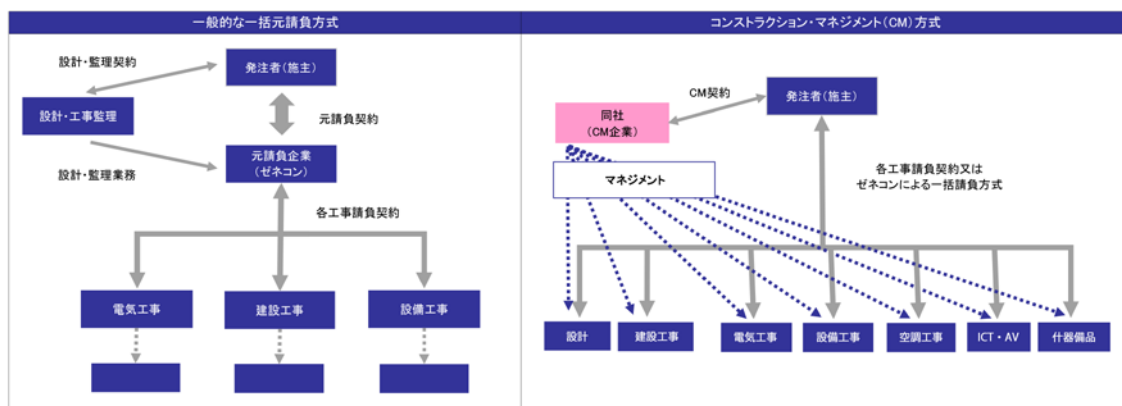 一般的な一括元請負方式
設計・監理契約
発注者(施主)
設計・工事監理
元請負契約
元請負企業
(ゼネコン)
設計・監理業務
各工事請負契約
電気工事
建設工事
設備工事
コンストラクション・マネジメント(CM)方式
CM契約
発注者(施主)
同社
(CM企業)
マネジメント
各工事請負契約又は
ゼネコンによる一括請負方式
設計
建設工事
電気工事
設備工事
空調工事
ICT・AV
什器備品